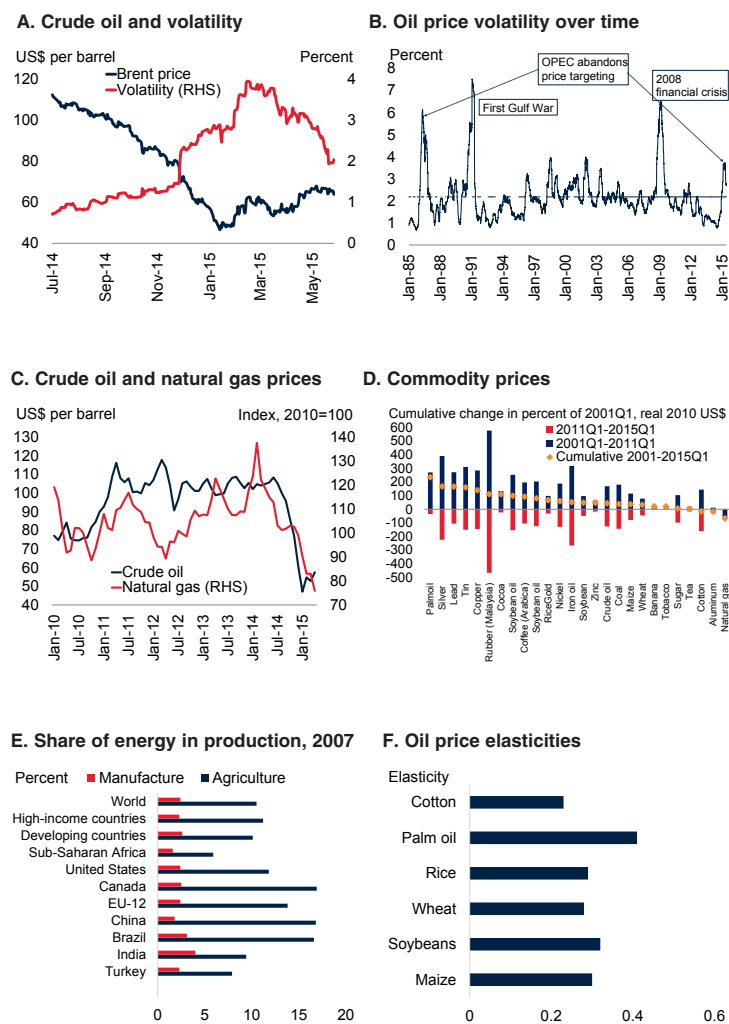 A. Crude oil and volatility
US$ per barrel
Percent
Brent price
Volatility (RHS)
120
100
80
60
40
4
3
2
1
0
Jul-14
Sep-14
Nov-14
Jan-15
Mar-15
May-15
B. Oil price volatility over time
Percent
OPEC abandons
price targeting
2008
financial crisis
First Gulf War
8
7
6
5
4
3
2
1
0
Jan-85
Jan-88
Jan-91
Jan-94
Jan-97
Jan-00
Jan-03
Jan-06
Jan-09
Jan-12
Jan-15
C. Crude oil and natural gas prices
US$ per barrel
Index, 2010=100
130
120
110
100
90
80
70
60
50
40
140
130
120
110
100
90
80
70
Crude oil
Natural gas (RHS)
Jan-10
Jul-10
Jan-11
Jul-11
Jan-12
Jul-12
Jan-13
Jul-13
Jan-14
Jul-14
Jan-15
D. Commodity prices
Cumulative change in percent of 2001Q1, real 2010 US$
2011Q1-2015Q1
2001Q1-2011Q1
Cumulative 2001-2015Q1
600
500
400
300
200
100
0
-100
-200
-300
-400
-500
Palmoil
Silver
Lead
Tin
Copper
Rubber (Malaysia)
Cocoa
Soybean oil
Coffee (Arabica)
Soybean oil
RiceGold
Nickel
Iron oil
Soybean
Zinc
Crude oil
Coal
Maize
Wheat
Banana
Tobacco
Sugar
Tea
Cotton
Aluminum
Natural gas
E. Share of energy in production, 2007
Percent
Manufacture
Agriculture
World
High-income countries
Developing countries
Sub-Saharan Africa
United States
Canada
EU-12
China
Brazil
India
Turkey
0 5 10 15 20
F. Oil price elasticities
Elasticity
Cotton
Palm oil
Rice
Wheat
Soybeans
Maize
0 0.2 0.4 0.6